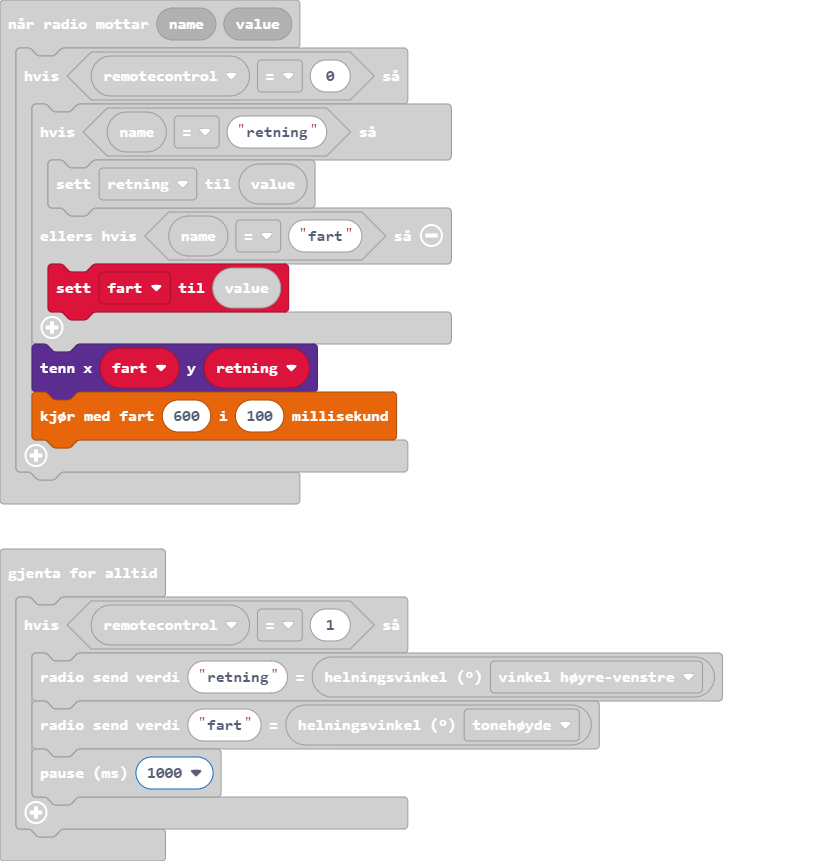 når radio mottar name value
hvis remotecontrol = 0 så
hvis name = "retning" så
sett retning til value
ellers hvis name = "fart" så
sett fart til value
tenn x fart y retning
kjør med fart 600 i 100 millisekund
gjenta for alltid
hvis remotecontrol = 1 så
radio send verdi "retning" = helningsvinkel (º) vinkel høyre-venstre
radio send verdi "fart" = helningsvinkel (º) tonehøyde
pause (ms) 1000